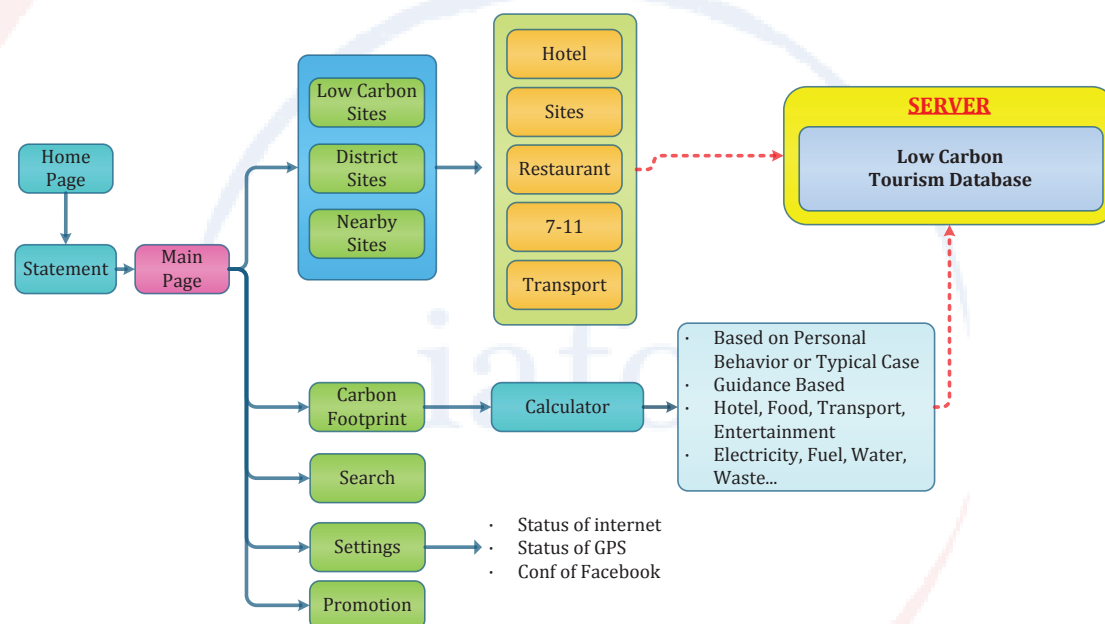 Home
Page
Statement
Main
Page
Low Carbon
Sites
District
Sites
Nearby
Sites
Hotel
Sites
Restaurant
7-11
Transport
SERVER
Low Carbon
Tourism Database
Carbon
Footprint
Calculator
· Based on Personal
Behavior or Typical Case
· Guidance Based
· Hotel, Food, Transport,
Entertainment
· Electricity, Fuel, Water,
Waste...
Search
Settings
· Status of internet
· Status of GPS
· Conf of Facebook
Promotion